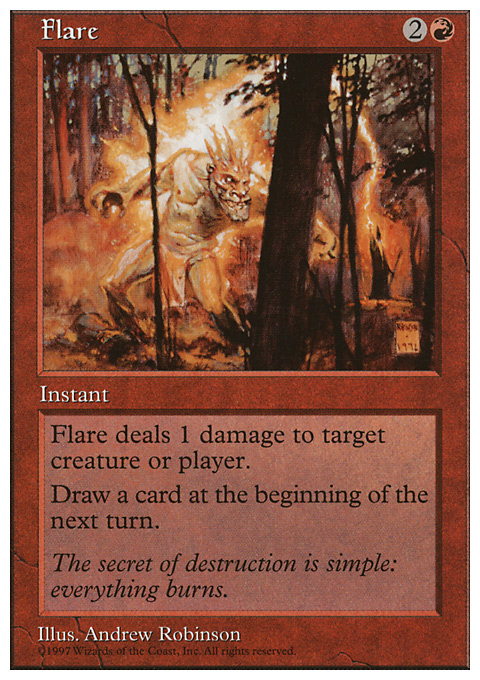 Flare 2
Instant
Flare deals 1 damage to target
creature or player.
Draw a card at the beginning of the
next turn.
The secret of destruction is simple:
everything burns.
Illus. Andrew Robinson
©1997 Wizards of the Coast, Inc. All rights reserved.